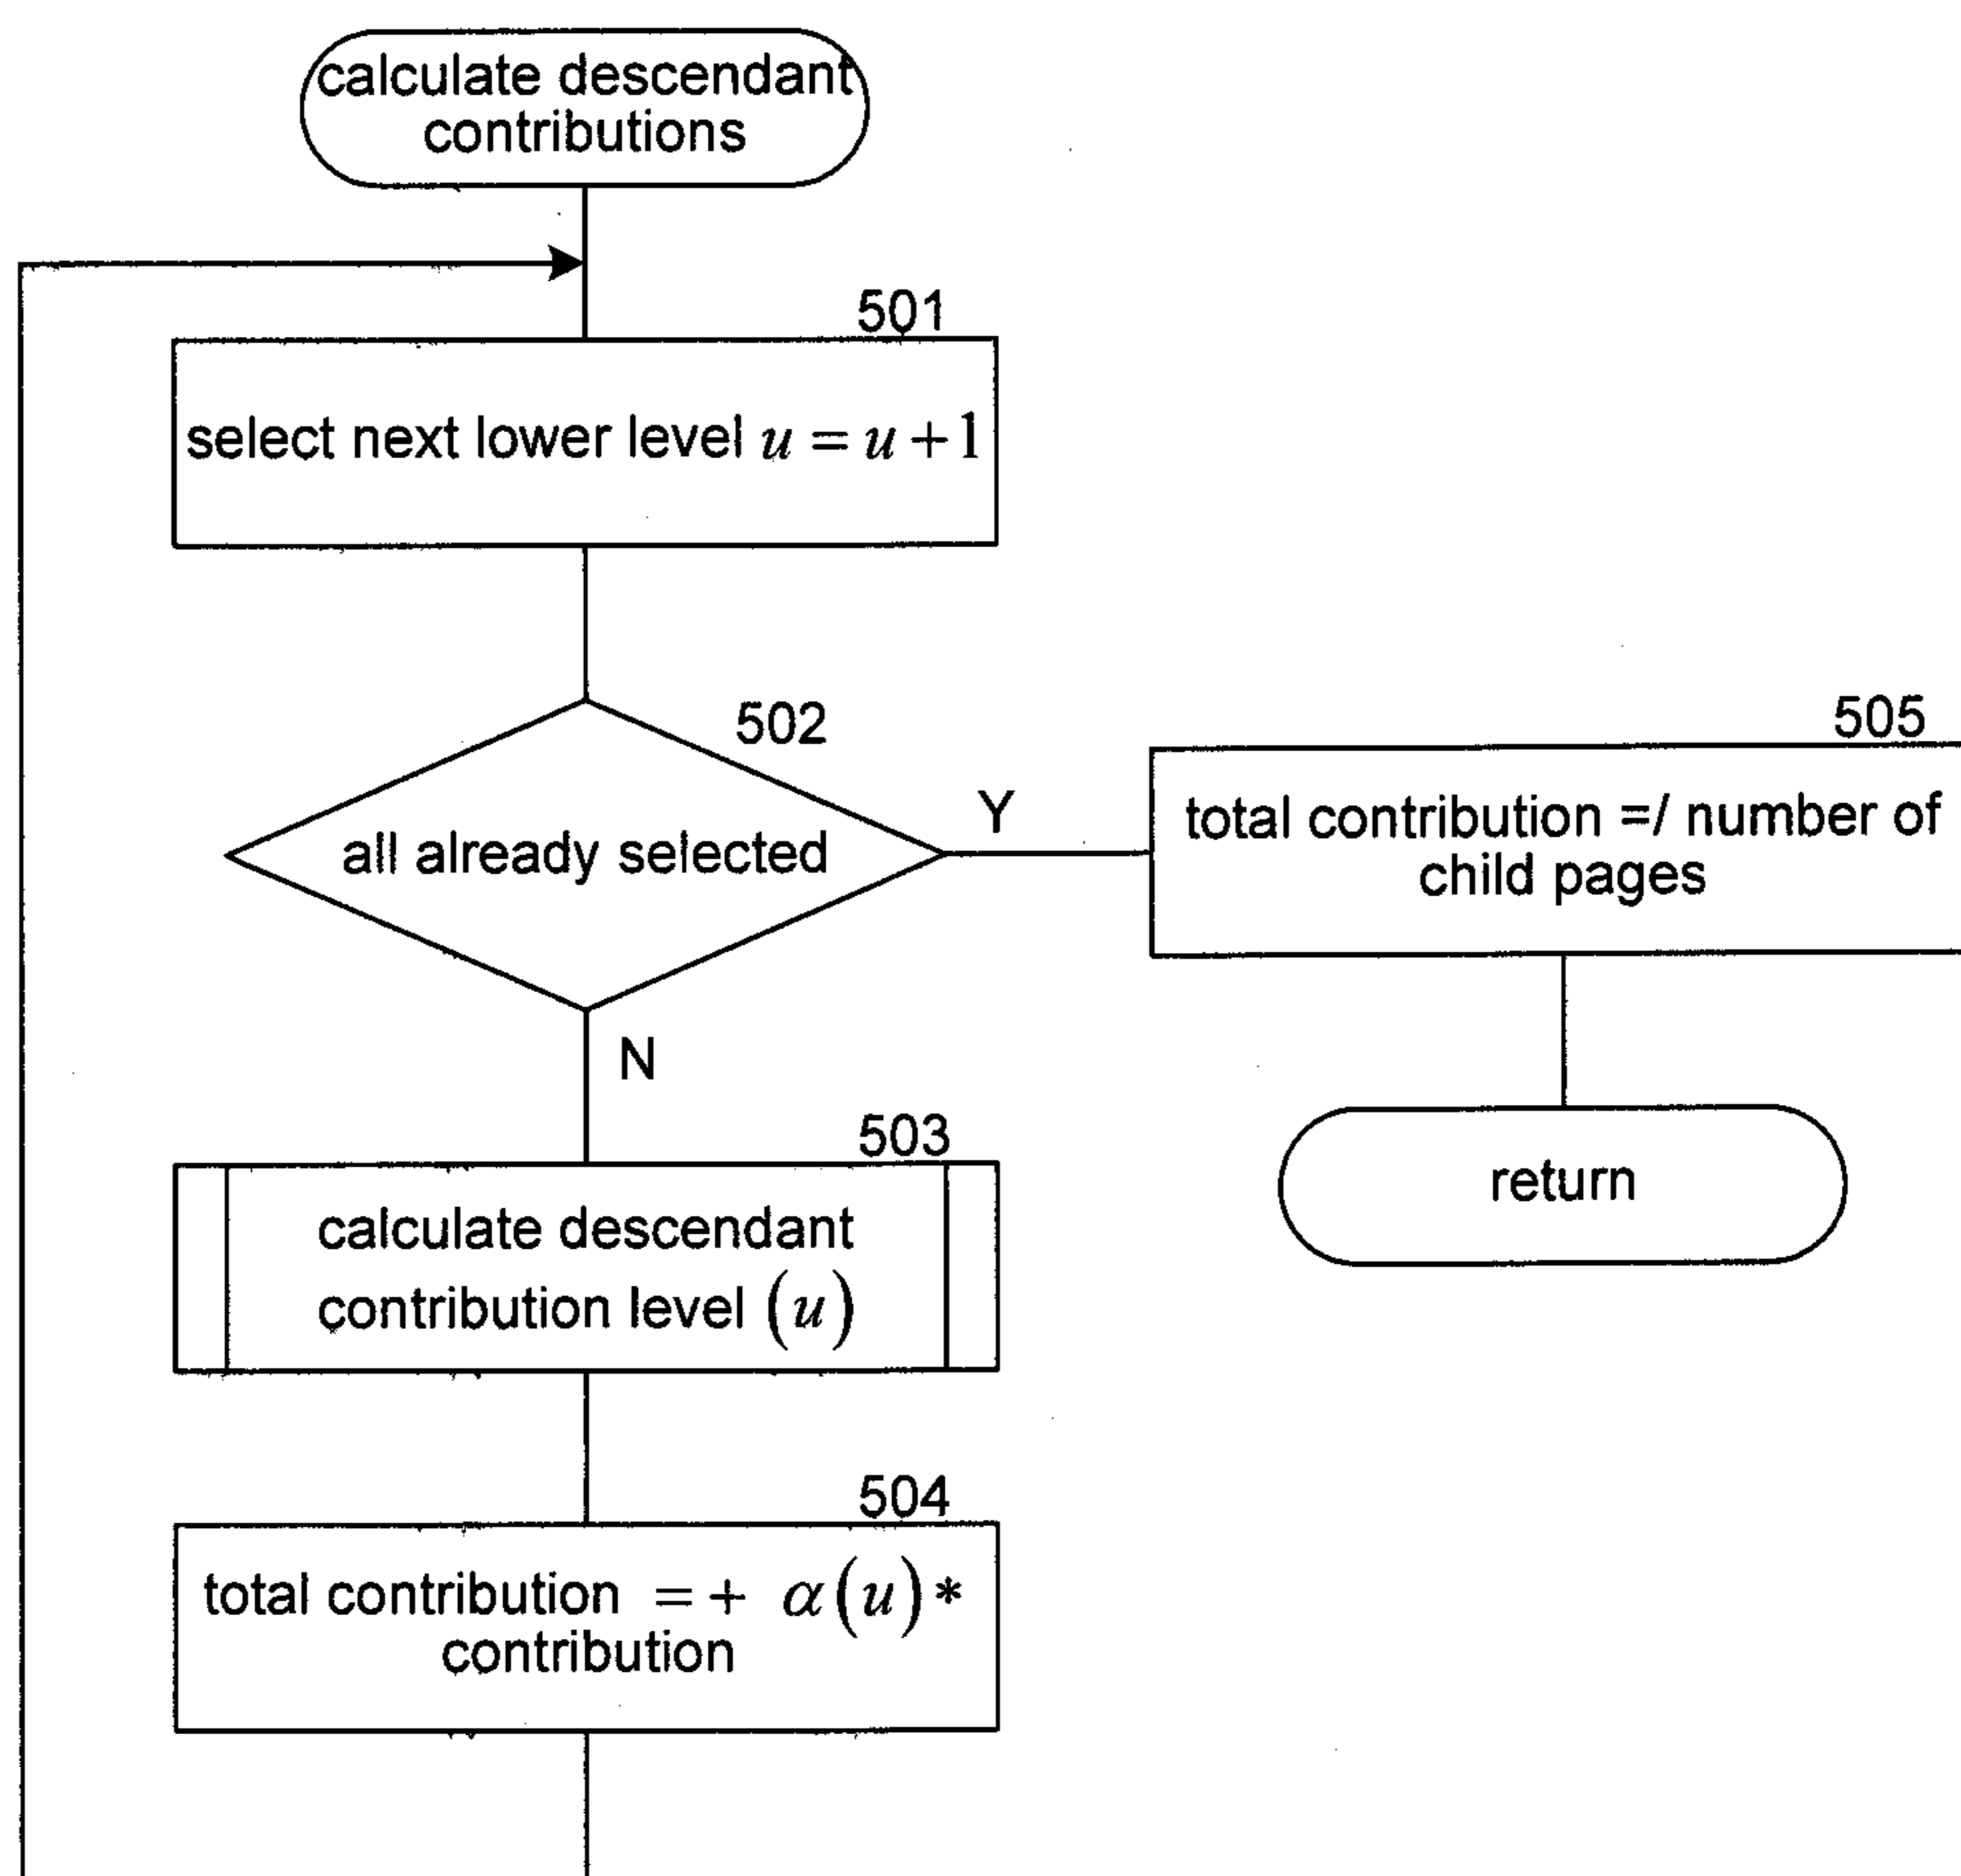 calculate descendant
contributions
501
select next lower level u = u +1
502
all already selected
Y
505
total contribution =/ number of
child pages
N
503
calculate descendant
contribution level (u)
return
504
total contribution = + α(u)*
contribution